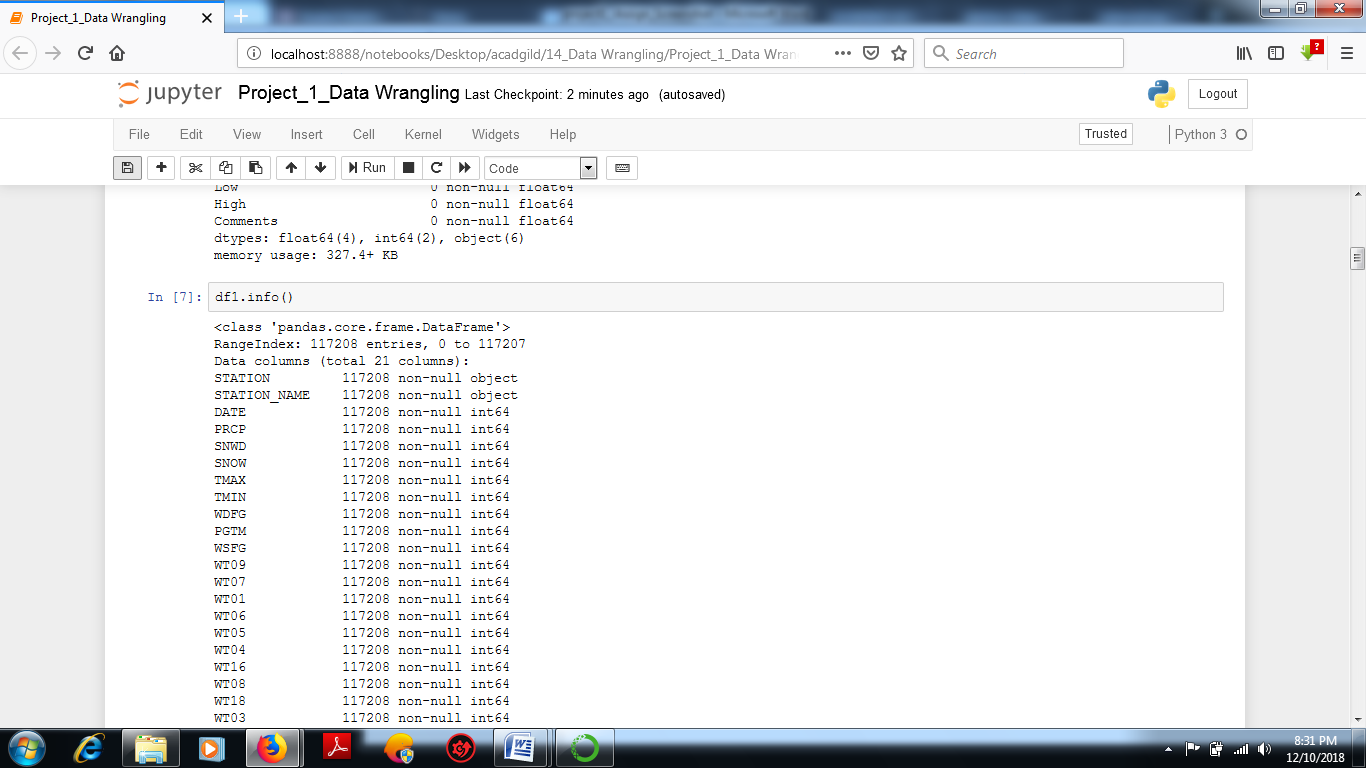 Project_1_Data Wrangling
localhost:8888/notebooks/Desktop/acadgild/14_Data Wrangling/Project_1_Data Wran
Search
?
jupyter Project_1_Data Wrangling Last Checkpoint: 2 minutes ago (autosaved)
Logout
File Edit View Insert Cell Kernel Widgets Help
Trusted Python 3
Run Code
Low 0 non-null float64
High 0 non-null float64
Comments 0 non-null float64
dtypes: float64(4), int64(2), object(6)
memory usage: 327.4+ KB
In [7]: df1.info()
<class 'pandas.core.frame.DataFrame'>
RangeIndex: 117208 entries, 0 to 117207
Data columns (total 21 columns):
STATION 117208 non-null object
STATION_NAME 117208 non-null object
DATE 117208 non-null int64
PRCP 117208 non-null int64
SNWD 117208 non-null int64
SNOW 117208 non-null int64
TMAX 117208 non-null int64
TMIN 117208 non-null int64
WDFG 117208 non-null int64
PGTM 117208 non-null int64
WSFG 117208 non-null int64
WT09 117208 non-null int64
WT07 117208 non-null int64
WT01 117208 non-null int64
WT06 117208 non-null int64
WT05 117208 non-null int64
WT04 117208 non-null int64
WT16 117208 non-null int64
WT08 117208 non-null int64
WT18 117208 non-null int64
WT03 117208 non-null int64
8:31 PM
12/10/2018